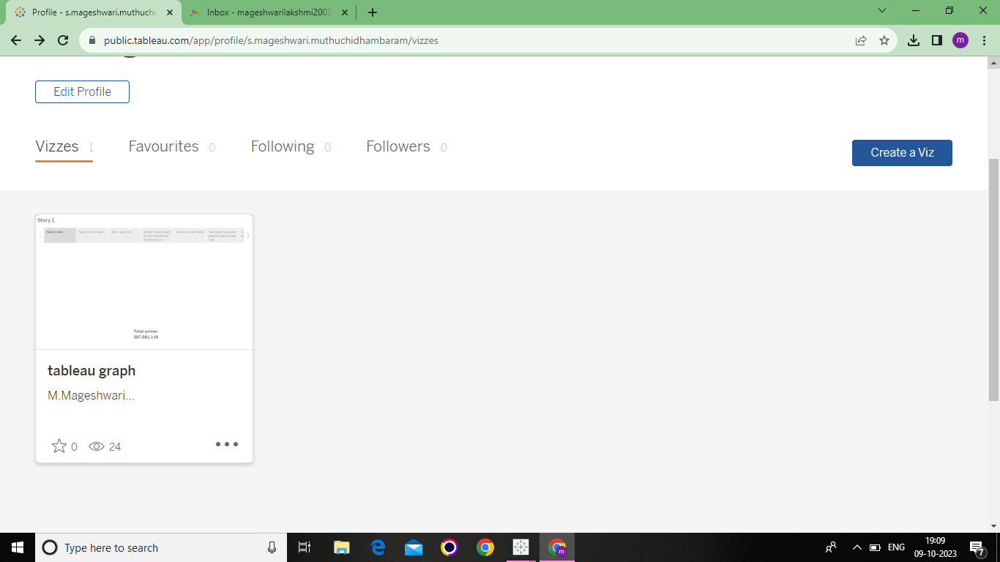 Profile - s.mageshwari.muthuchi
Inbox - mageshwarilakshmi2003
public.tableau.com/app/profile/s.mageshwari.muthuchidhambaram/vizzes
m
Edit Profile
Vizzes 1 Favourites 0 Following 0 Followers 0
Create a Viz
Story 1
Total winners
Total winner
587,981,119
tableau graph
M.Mageshwari...
0 24
Type here to search
ENG
19:09
09-10-2023
7